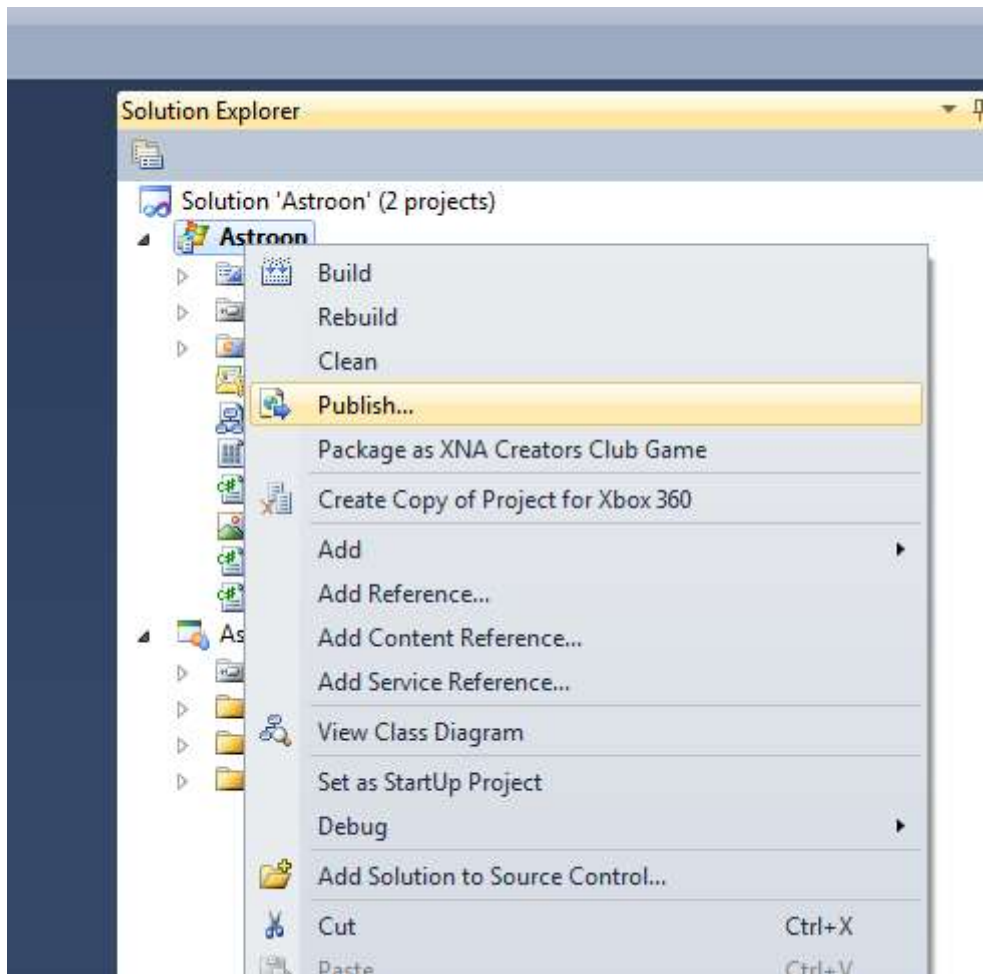 Solution Explorer
Solution 'Astroon' (2 projects)
Astroon
Build
Rebuild
Clean
Publish...
Package as XNA Creators Club Game
Create Copy of Project for Xbox 360
Add
Add Reference...
Add Content Reference...
As
Add Service Reference...
View Class Diagram
Set as StartUp Project
Debug
Add Solution to Source Control...
Cut Ctrl+X
Paste Ctrl+V